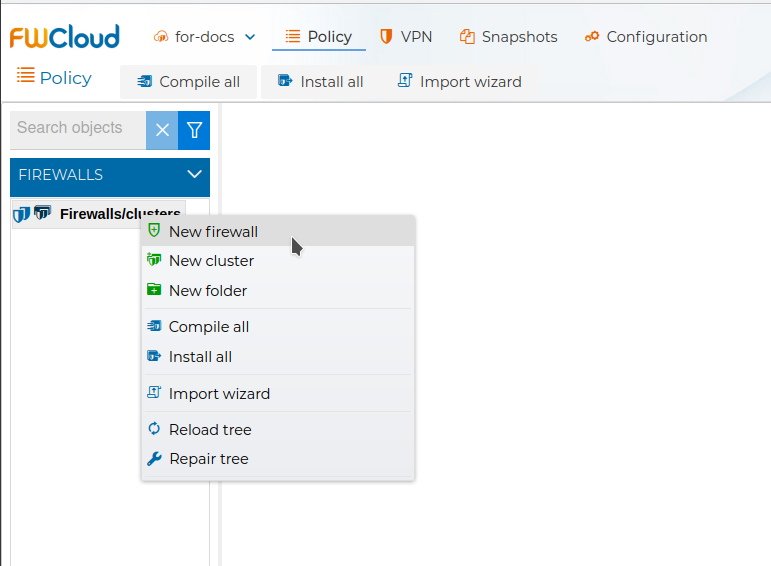 FWCloud
for-docs
Policy
VPN
Snapshots
Configuration
Policy
Compile all
Install all
Import wizard
Search objects
FIREWALLS
Firewalls/clusters
New firewall
New cluster
New folder
Compile all
Install all
Import wizard
Reload tree
Repair tree